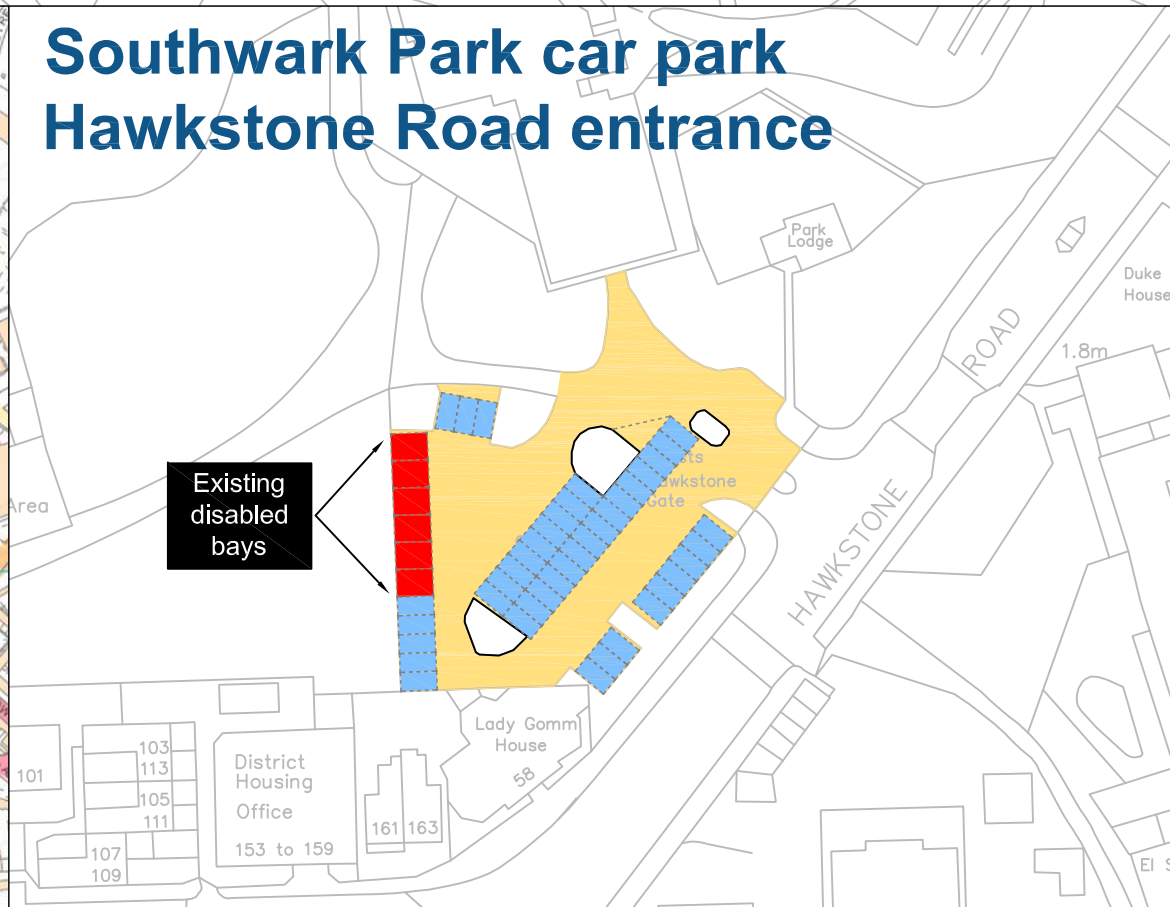 Southwark Park car park
Hawkstone Road entrance
Park
Lodge
Duke
House
ROAD
1.8m
Existing
disabled
bays
Area
Gate
HAWKSTONE
Lady Gomm
House
58
District
Housing
Office
153 to 159
161
163
101
103
113
105
111
107
109